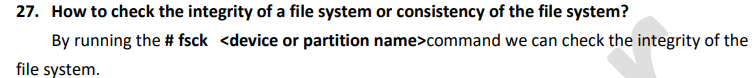 27. How to check the integrity of a file system or consistency of the file system?
By running the # fsck <device or partition name>command we can check the integrity of the
file system.